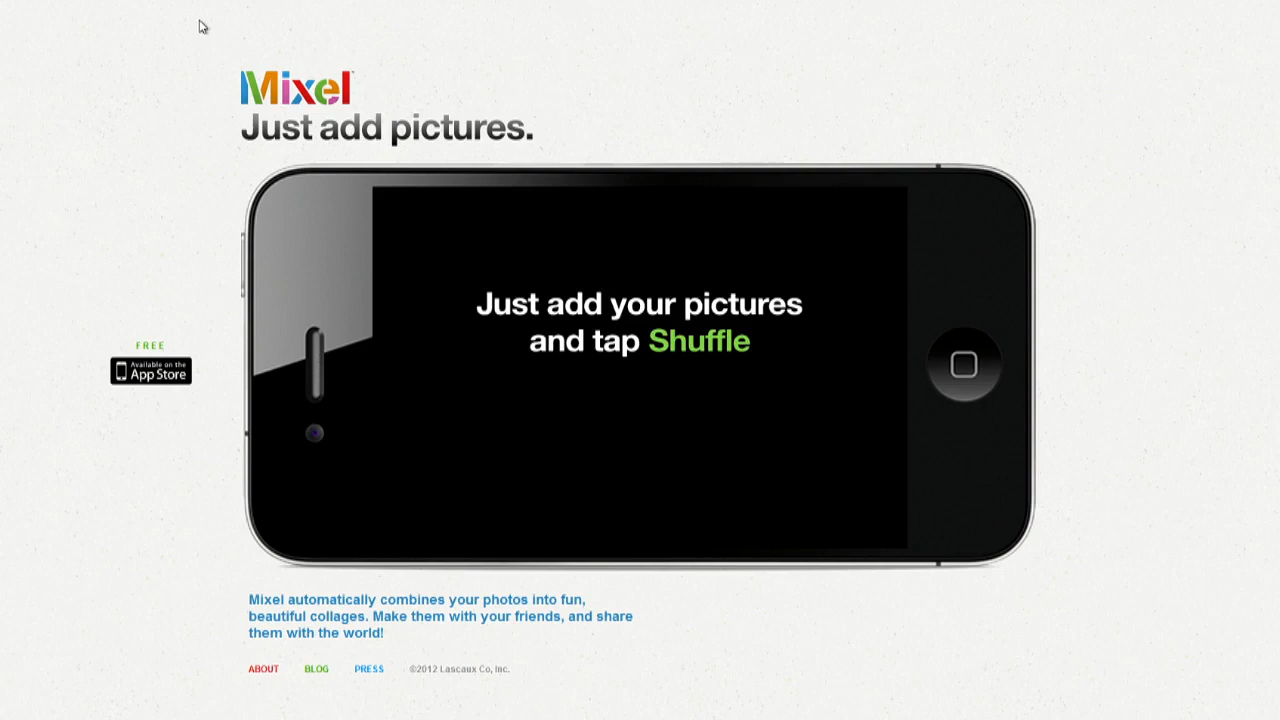 Mixel™
Just add pictures.
Just add your pictures
and tap Shuffle
FREE
Available on the
App Store
Mixel automatically combines your photos into fun,
beautiful collages. Make them with your friends, and share
them with the world!
ABOUT BLOG PRESS ©2012 Lascaux Co, Inc.